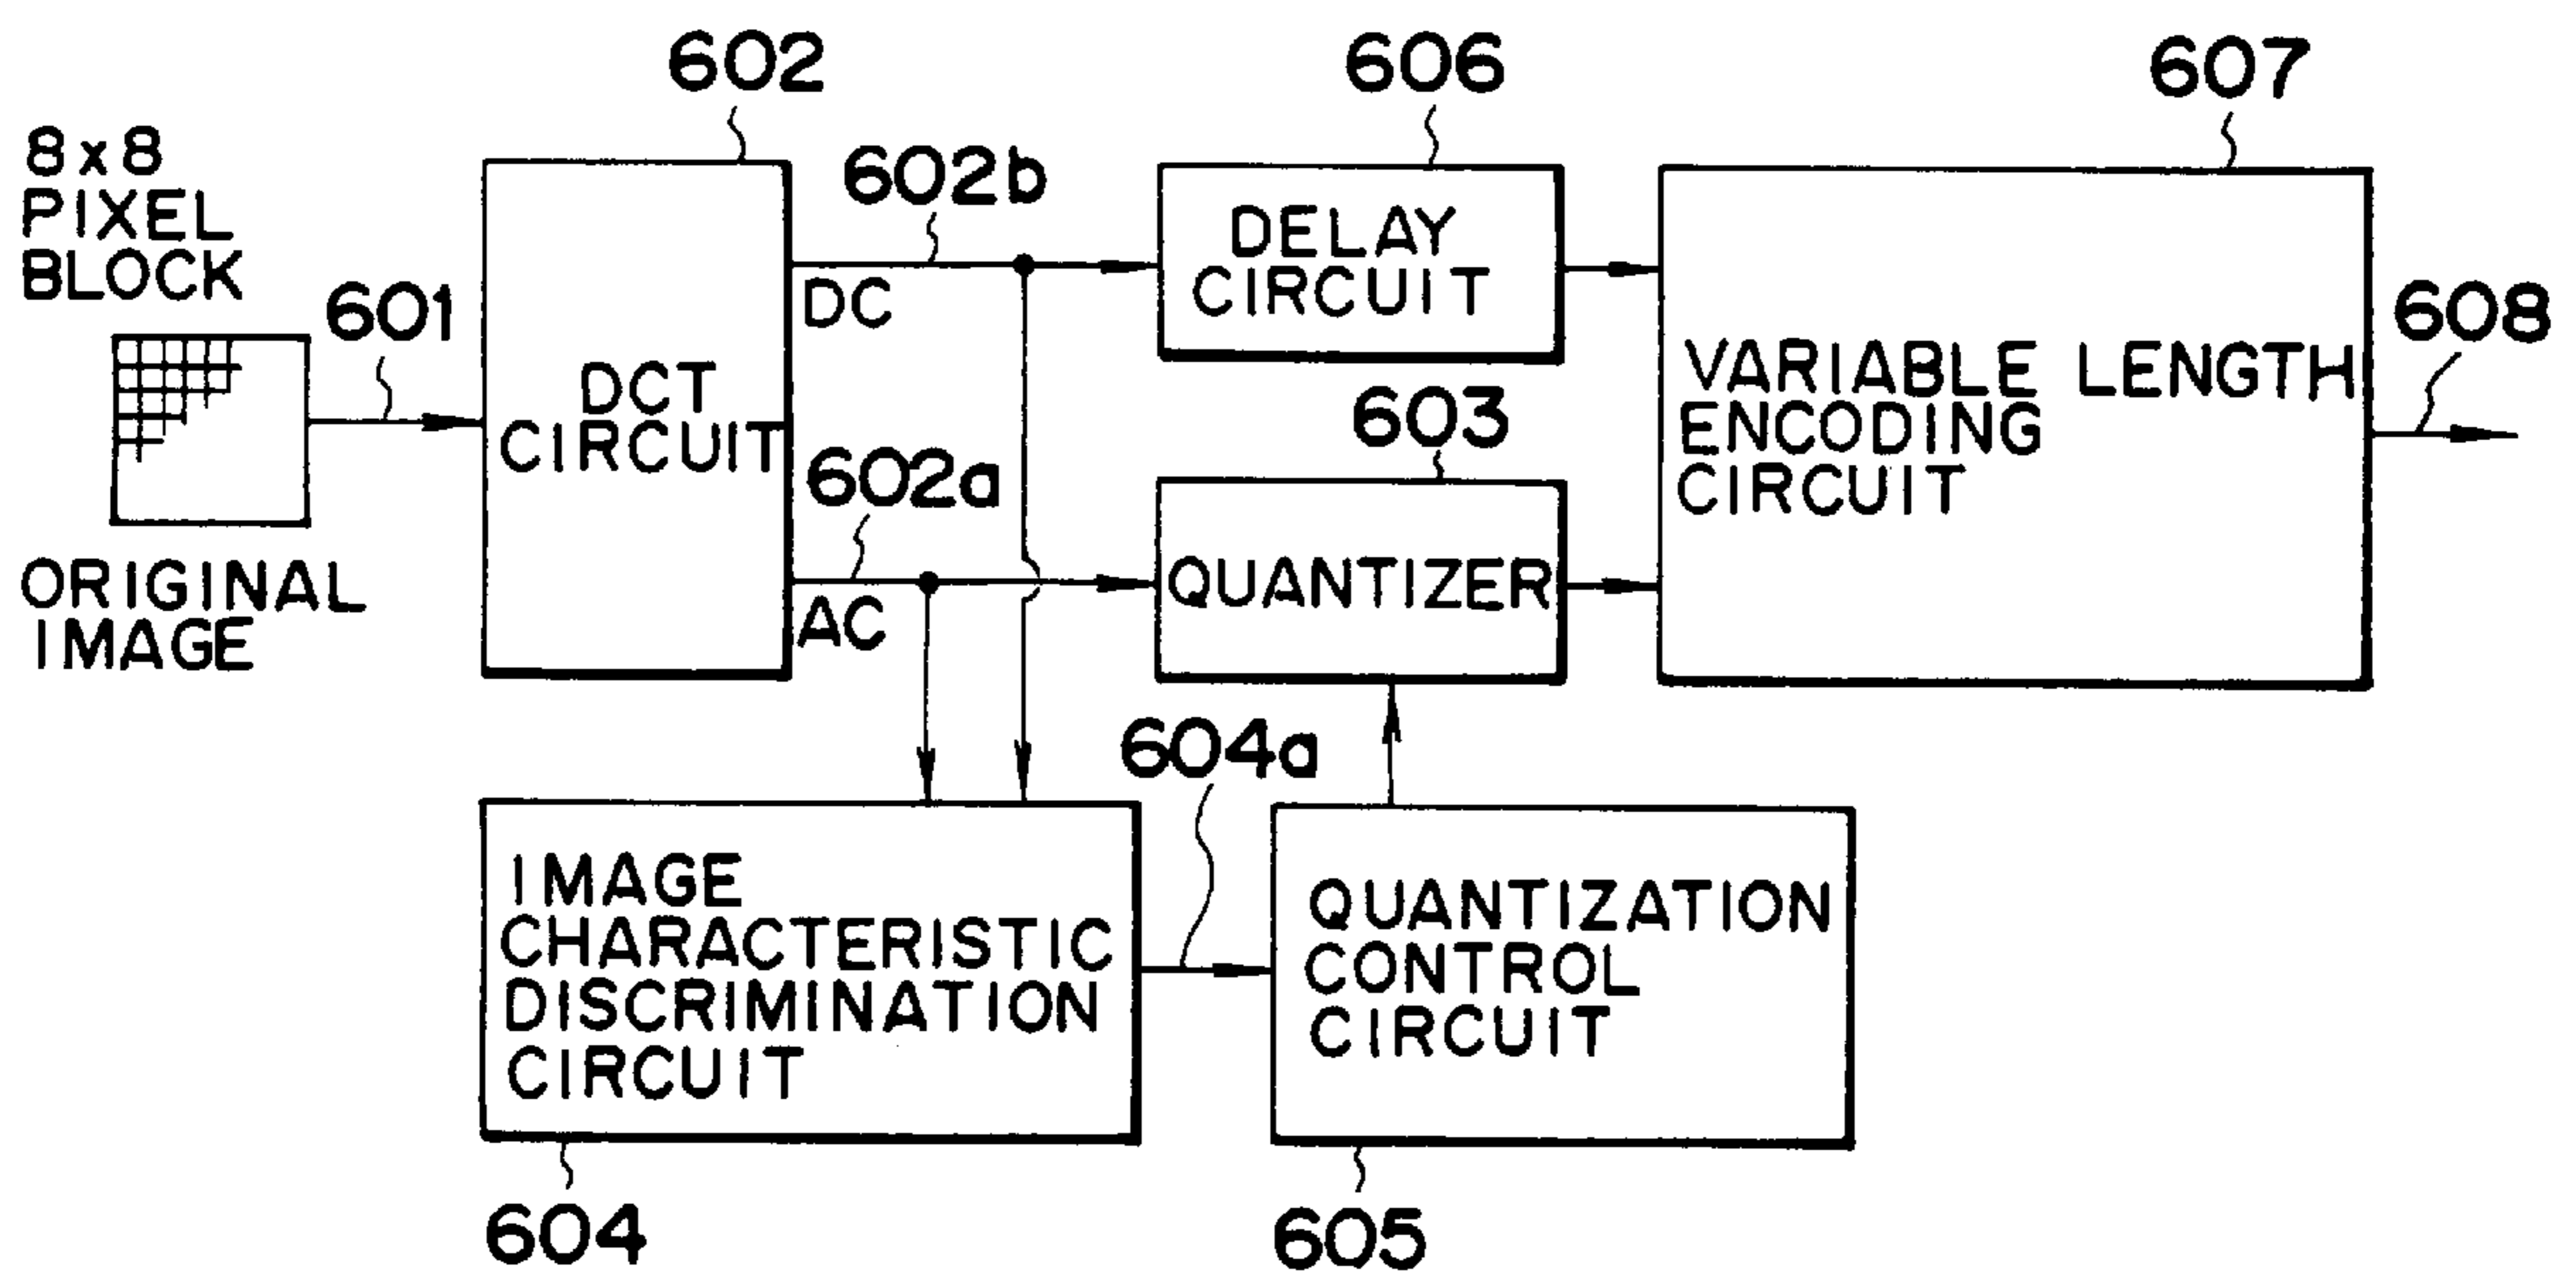 602
606
607
8x8
PIXEL
BLOCK
601
602b
DC
DELAY
CIRCUIT
608
DCT
CIRCUIT
VARIABLE LENGTH
ENCODING
CIRCUIT
603
602a
AC
QUANTIZER
ORIGINAL
IMAGE
604a
IMAGE
CHARACTERISTIC
DISCRIMINATION
CIRCUIT
QUANTIZATION
CONTROL
CIRCUIT
604
605